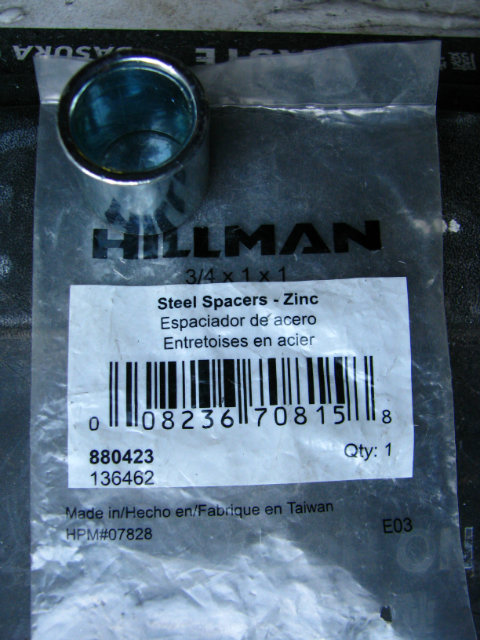 BASURA
HILLMAN
3/4 x 1 x 1
Steel Spacers - Zinc
Espaciador de acero
Entretoises en acier
0 08236 70815 8
880423
136462
Qty: 1
Made in/Hecho en/Fabrique en Taiwan
HPM#07828
E03